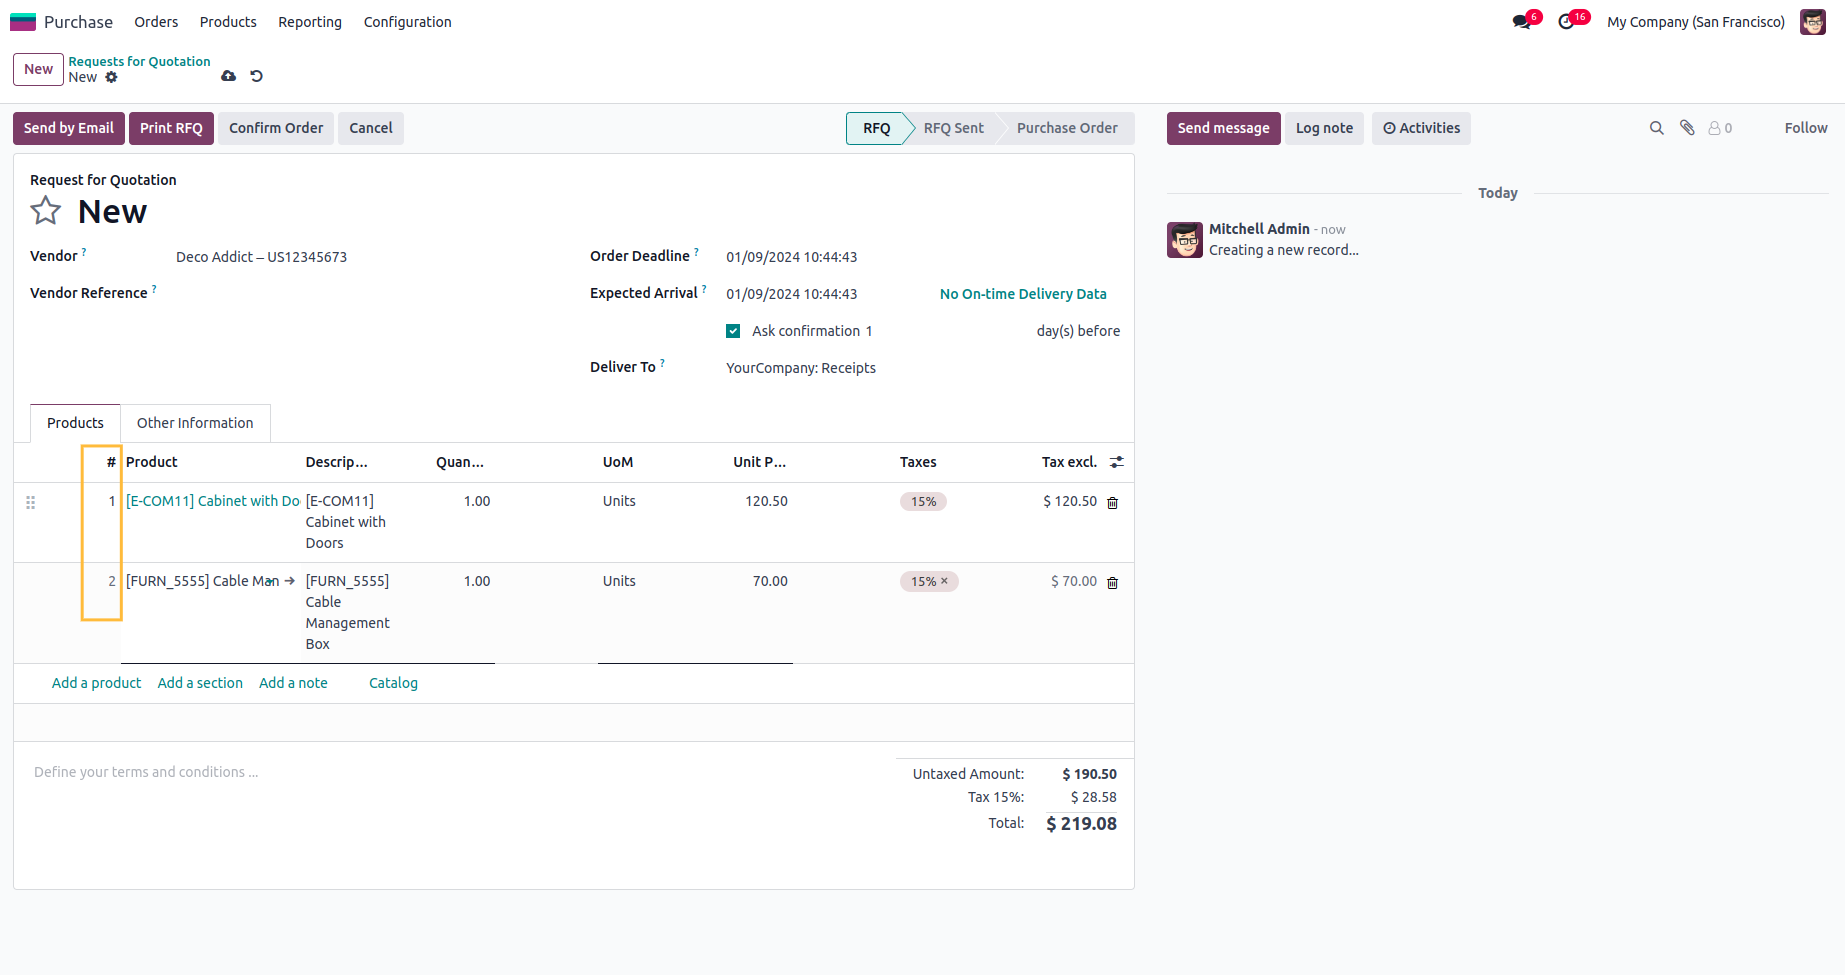 Purchase Orders Products Reporting Configuration 6 16 My Company (San Francisco)
New Requests for Quotation
New
Send by Email Print RFQ Confirm Order Cancel RFQ RFQ Sent Purchase Order Send message Log note Activities 0 Follow
Request for Quotation
New
Vendor ? Deco Addict – US12345673
Vendor Reference ?
Order Deadline ? 01/09/2024 10:44:43
Expected Arrival ? 01/09/2024 10:44:43 No On-time Delivery Data
Ask confirmation 1 day(s) before
Deliver To ? YourCompany: Receipts
Products Other Information
# Product Descrip... Quan... UoM Unit P... Taxes Tax excl.
1 [E-COM11] Cabinet with Do [E-COM11] 1.00 Units 120.50 15% $ 120.50
Cabinet with
Doors
2 [FURN_5555] Cable Man [FURN_5555] 1.00 Units 70.00 15% × $ 70.00
Cable
Management
Box
Add a product Add a section Add a note Catalog
Define your terms and conditions ...
Untaxed Amount: $ 190.50
Tax 15%: $ 28.58
Total: $ 219.08
Today
Mitchell Admin - now
Creating a new record...